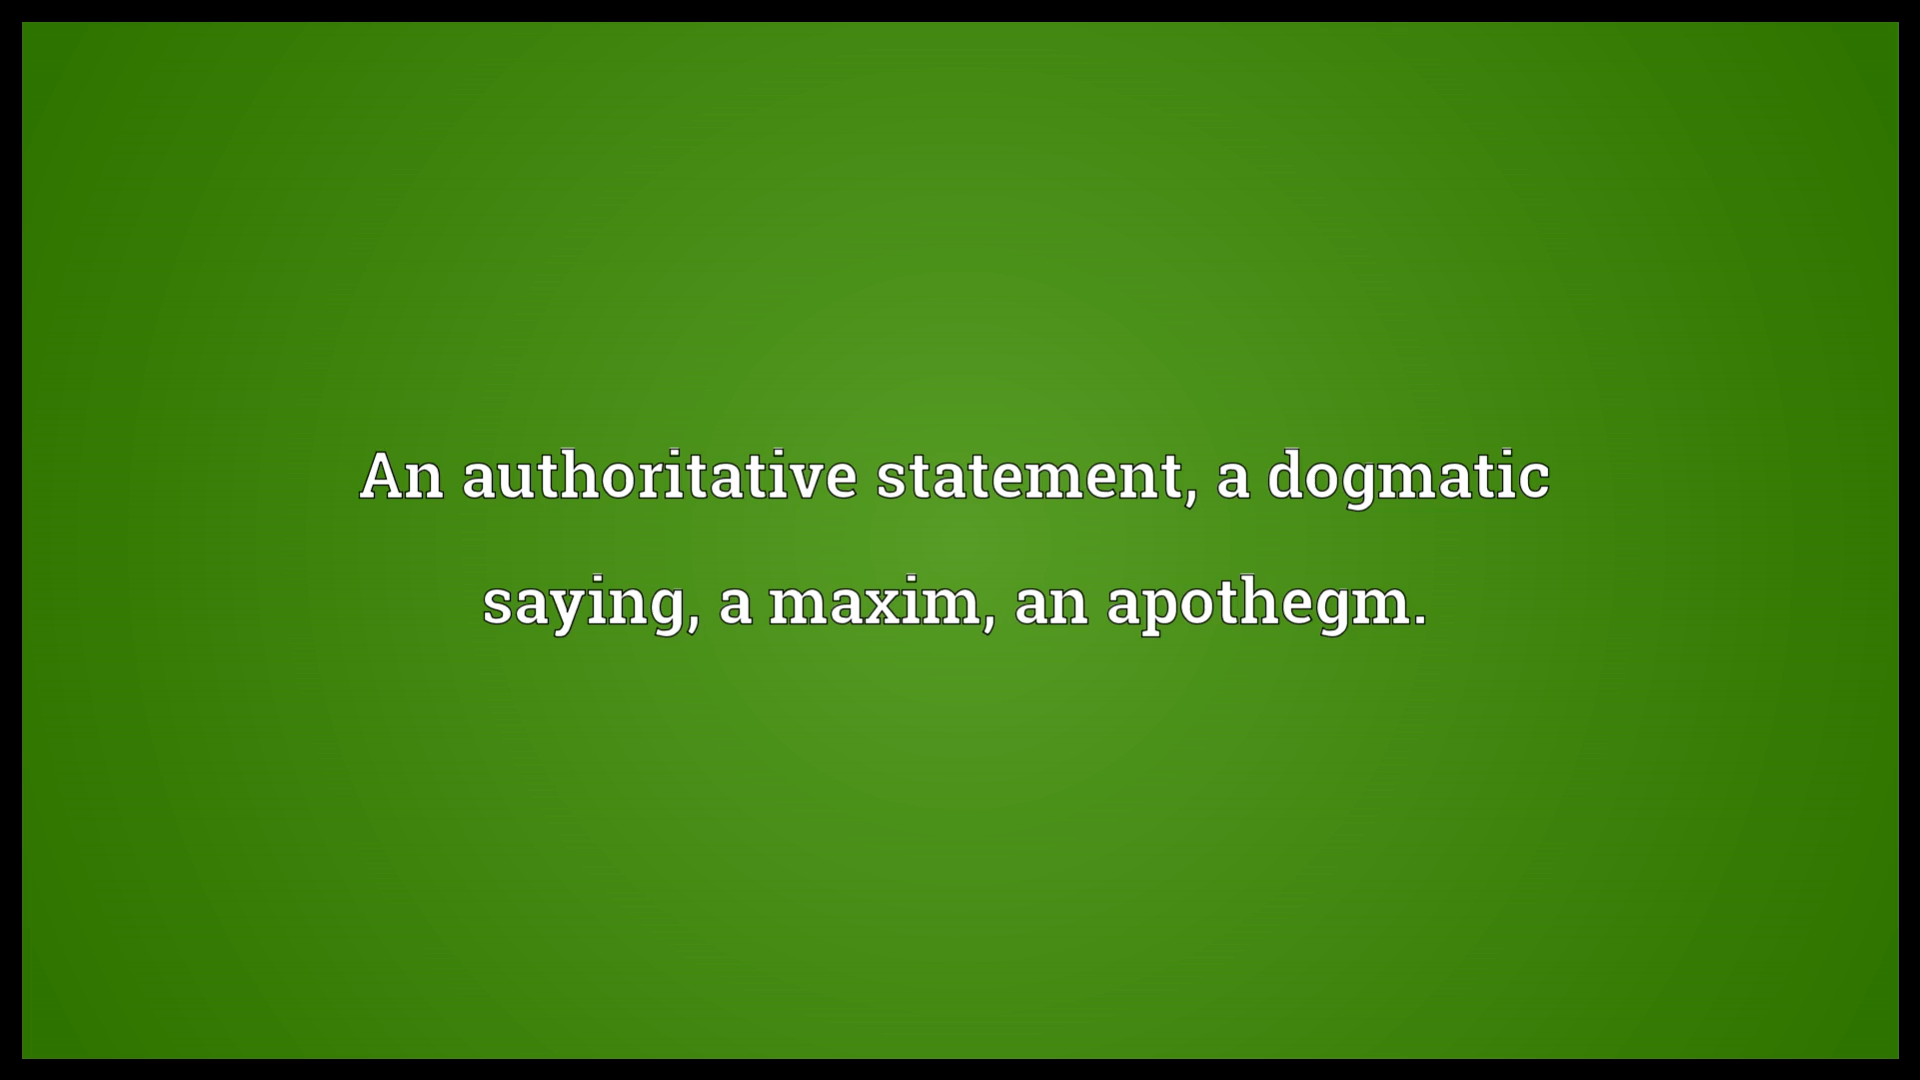 An authoritative statement, a dogmatic
saying, a maxim, an apothegm.